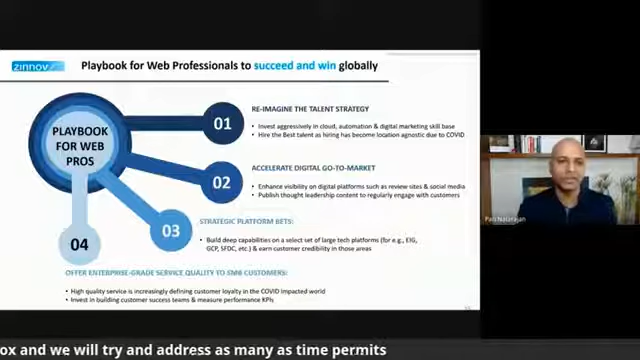 zinnov
Playbook for Web Professionals to succeed and win globally
PLAYBOOK
FOR WEB
PROS
01
RE-IMAGINE THE TALENT STRATEGY
• Invest aggressively in cloud, automation & digital marketing skill base
• Hire the Best talent as hiring has become location agnostic due to COVID
02
ACCELERATE DIGITAL GO-TO-MARKET
• Enhance visibility on digital platforms such as review sites & social media
• Publish thought leadership content to regularly engage with customers
03
STRATEGIC PLATFORM BETS:
• Build deep capabilities on a select set of large tech platforms (for e.g., EIG,
GCP, SFDC, etc.) & earn customer credibility in those areas
04
OFFER ENTERPRISE-GRADE SERVICE QUALITY TO SMB CUSTOMERS:
• High quality service is increasingly defining customer loyalty in the COVID impacted world
• Invest in building customer success teams & measure performance KPIs
Pari Natarajan
ox and we will try and address as many as time permits